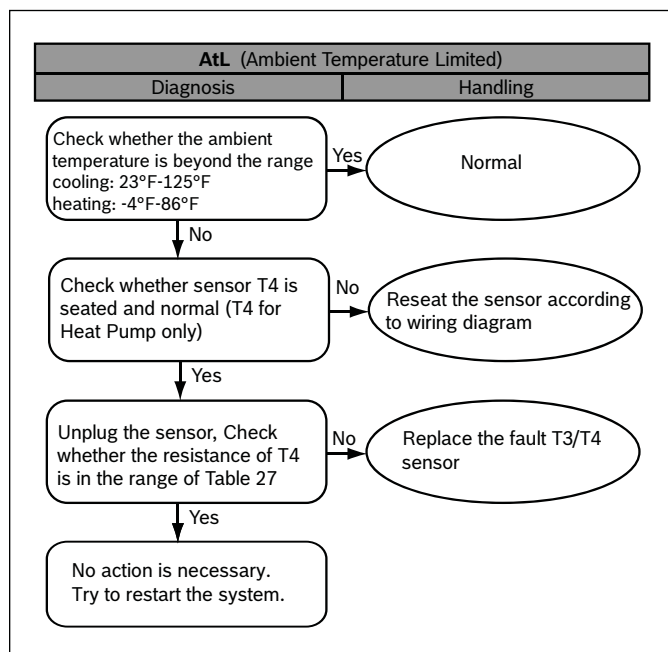 AtL (Ambient Temperature Limited)
Diagnosis
Handling
Check whether the ambient
temperature is beyond the range
cooling: 23°F-125°F
heating: -4°F-86°F
Yes
Normal
No
Check whether sensor T4 is
seated and normal (T4 for
Heat Pump only)
No
Reseat the sensor according
to wiring diagram
Yes
Unplug the sensor, Check
whether the resistance of T4
is in the range of Table 27
No
Replace the fault T3/T4
sensor
Yes
No action is necessary.
Try to restart the system.